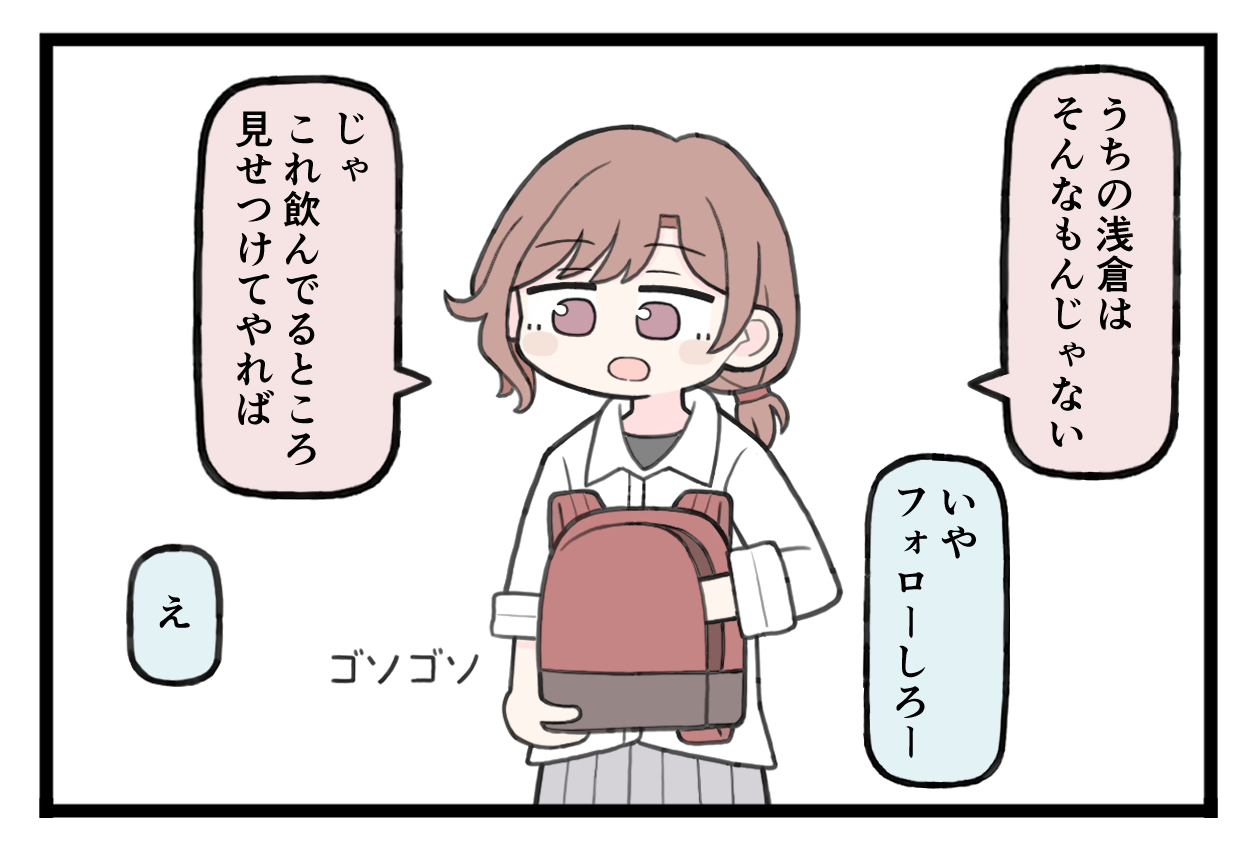 うちの浅倉は
そんなもんじゃない
いや
フォローしろー
じゃ
これ飲んでるところ
見せつけてやれば
ゴソゴソ
え